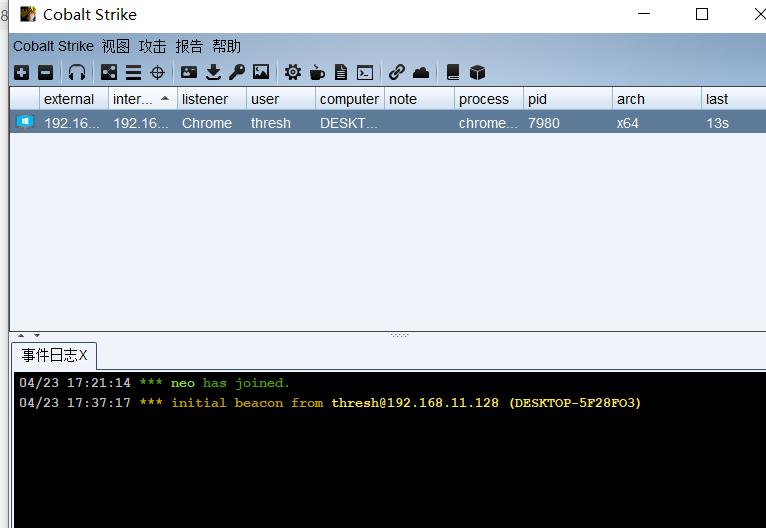 8
Cobalt Strike
Cobalt Strike 视图 攻击 报告 帮助
external inter... listener user computer note process pid arch last
192.16... 192.16... Chrome thresh DESKT... chrome... 7980 x64 13s
事件日志X
04/23 17:21:14 *** neo has joined.
04/23 17:37:17 *** initial beacon from thresh@192.168.11.128 (DESKTOP-5F28FO3)